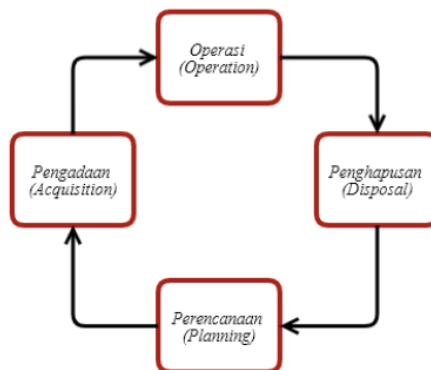 Operasi
(Operation)
Pengadaan
(Acquisition)
Penghapusan
(Disposal)
Perencanaan
(Planning)